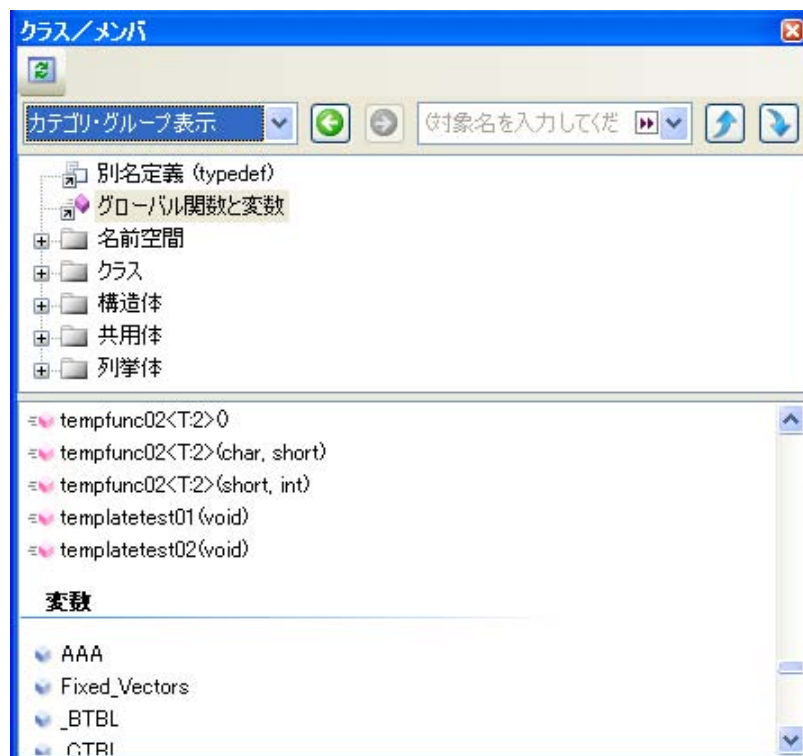 クラス／メンバ
カテゴリ・グループ表示
(対象名を入力してくだ
別名定義 (typedef)
グローバル関数と変数
名前空間
クラス
構造体
共用体
列挙体
tempfunc02<T:2>()
tempfunc02<T:2>(char, short)
tempfunc02<T:2>(short, int)
templatetest01(void)
templatetest02(void)
変数
AAA
Fixed_Vectors
_BTBL